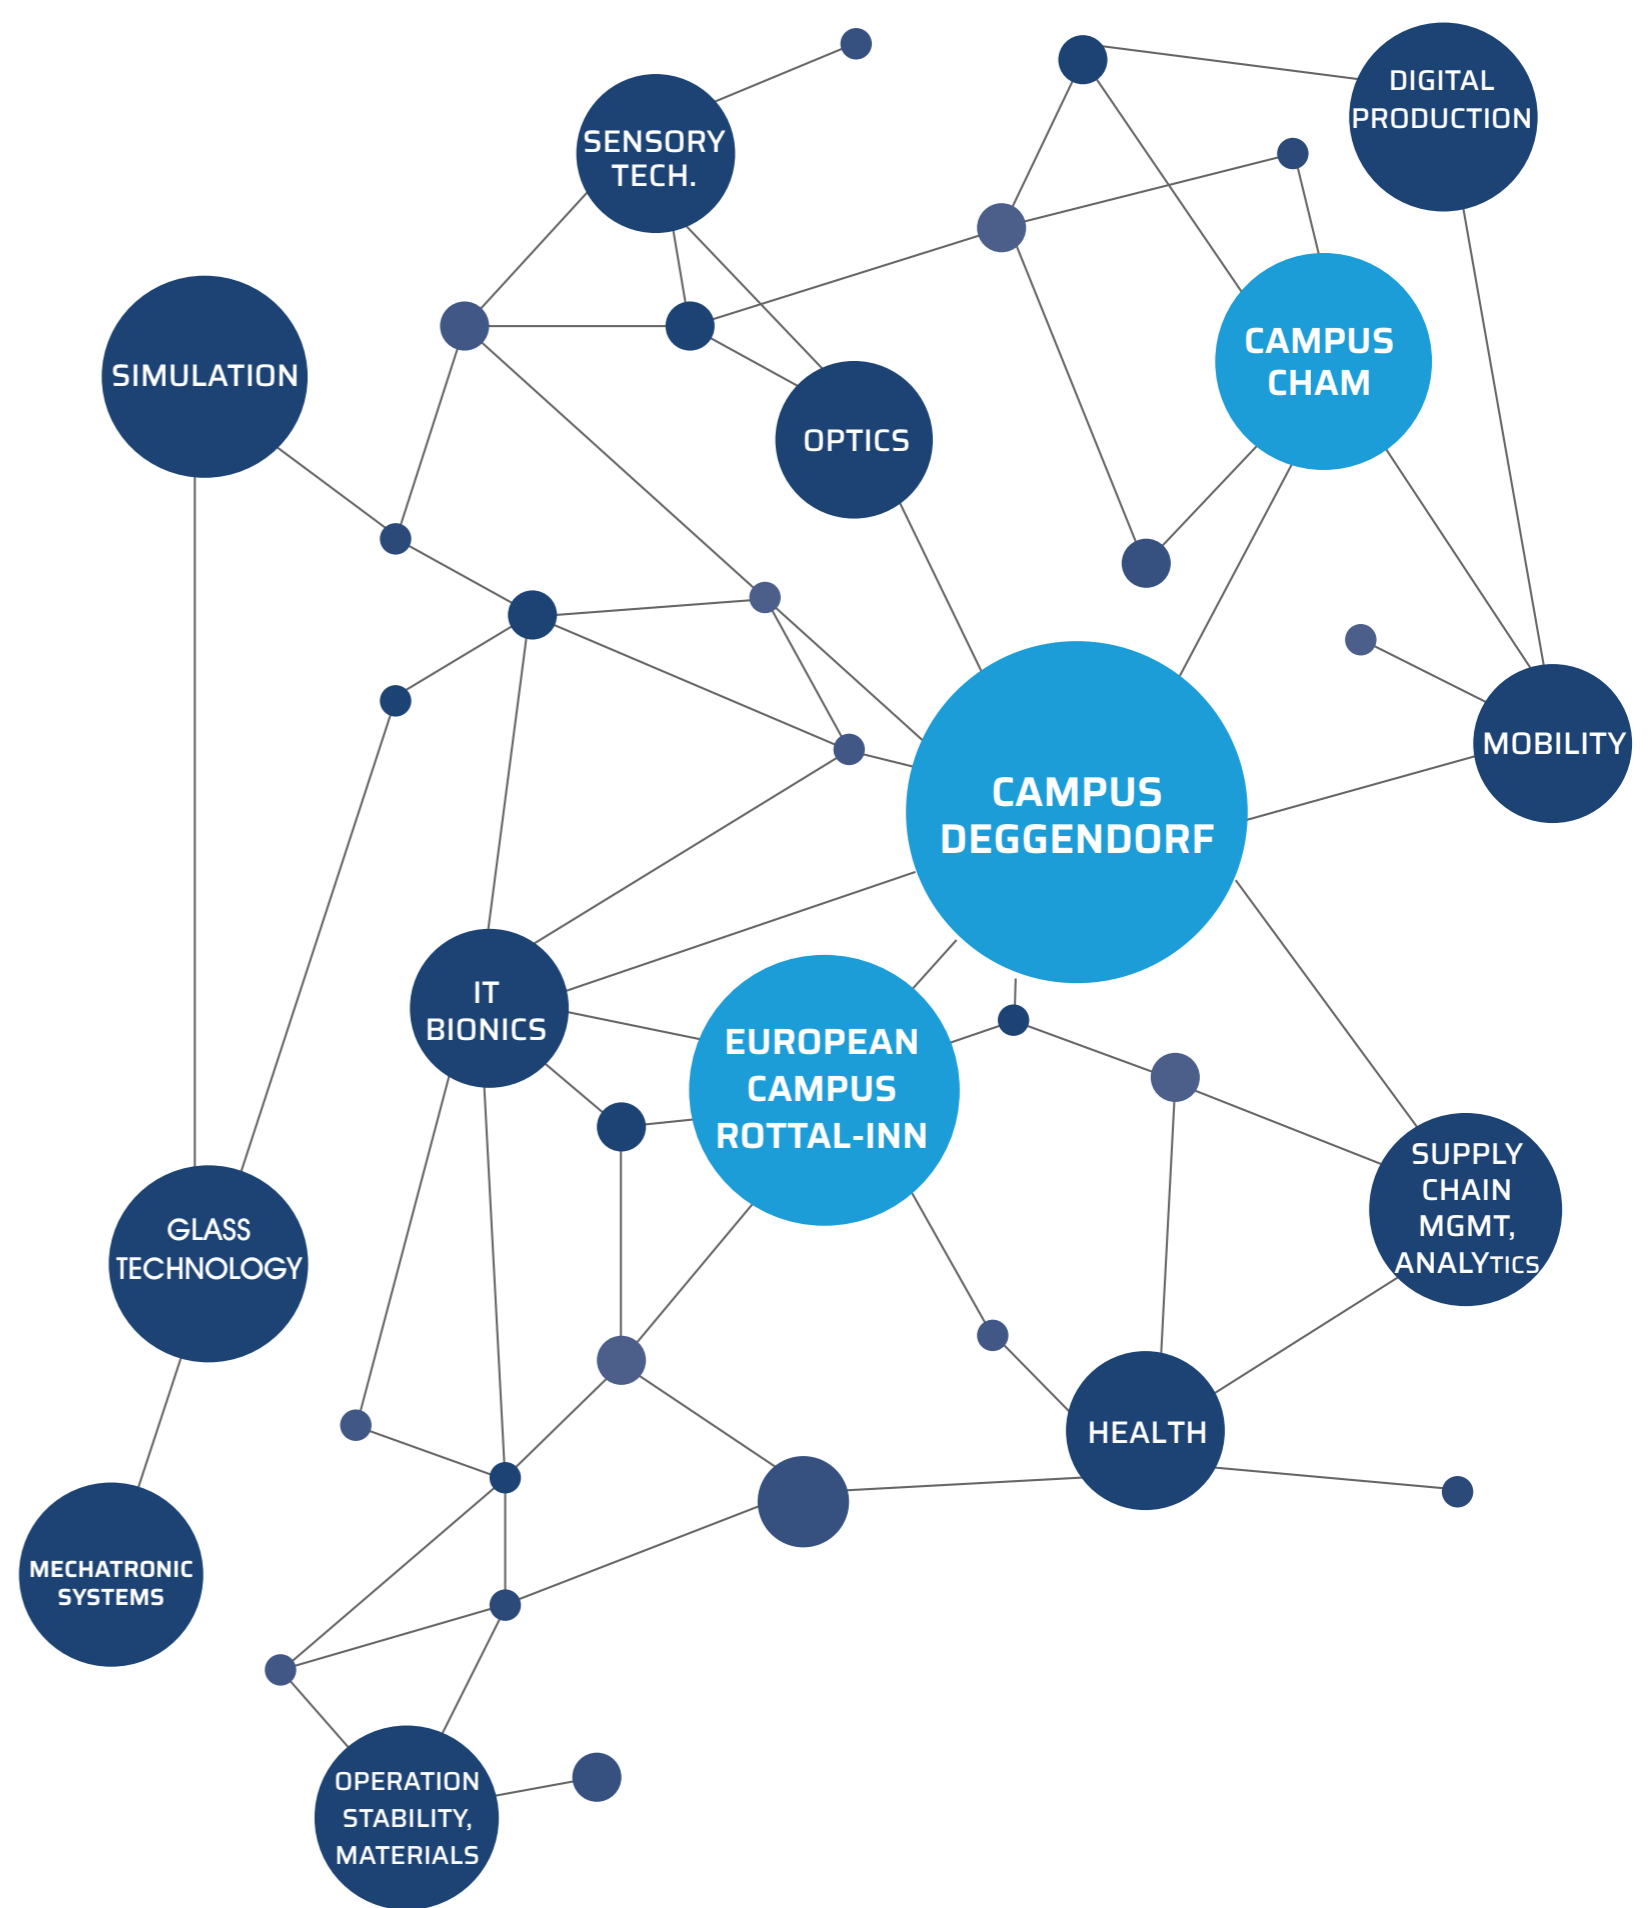 DIGITAL
PRODUCTION
SENSORY
TECH.
SIMULATION
CAMPUS
CHAM
OPTICS
MOBILITY
CAMPUS
DEGGENDORF
IT
BIONICS
EUROPEAN
CAMPUS
ROTTAL-INN
SUPPLY
CHAIN
MGMT,
ANALYTICS
GLASS
TECHNOLOGY
HEALTH
MECHATRONIC
SYSTEMS
OPERATION
STABILITY,
MATERIALS